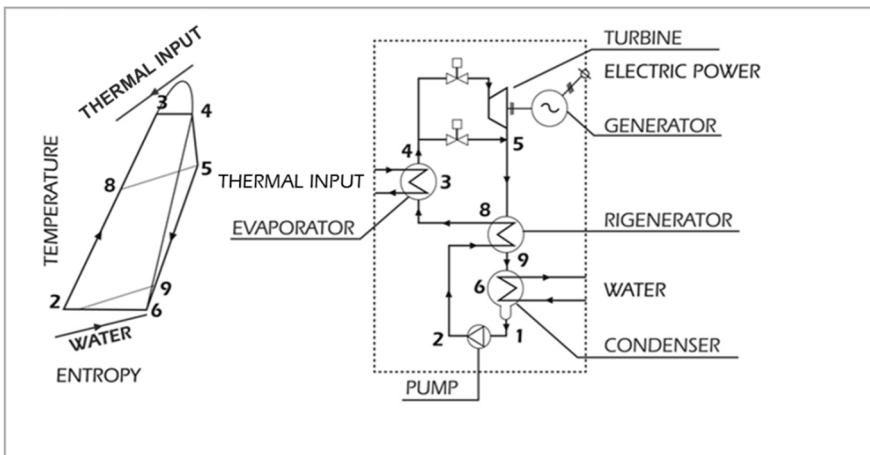 THERMAL INPUT
3
4
TEMPERATURE
8
5
2
9
6
WATER
ENTROPY
TURBINE
ELECTRIC POWER
GENERATOR
4
5
THERMAL INPUT
3
EVAPORATOR
8
RIGENERATOR
9
6
WATER
2
1
CONDENSER
PUMP